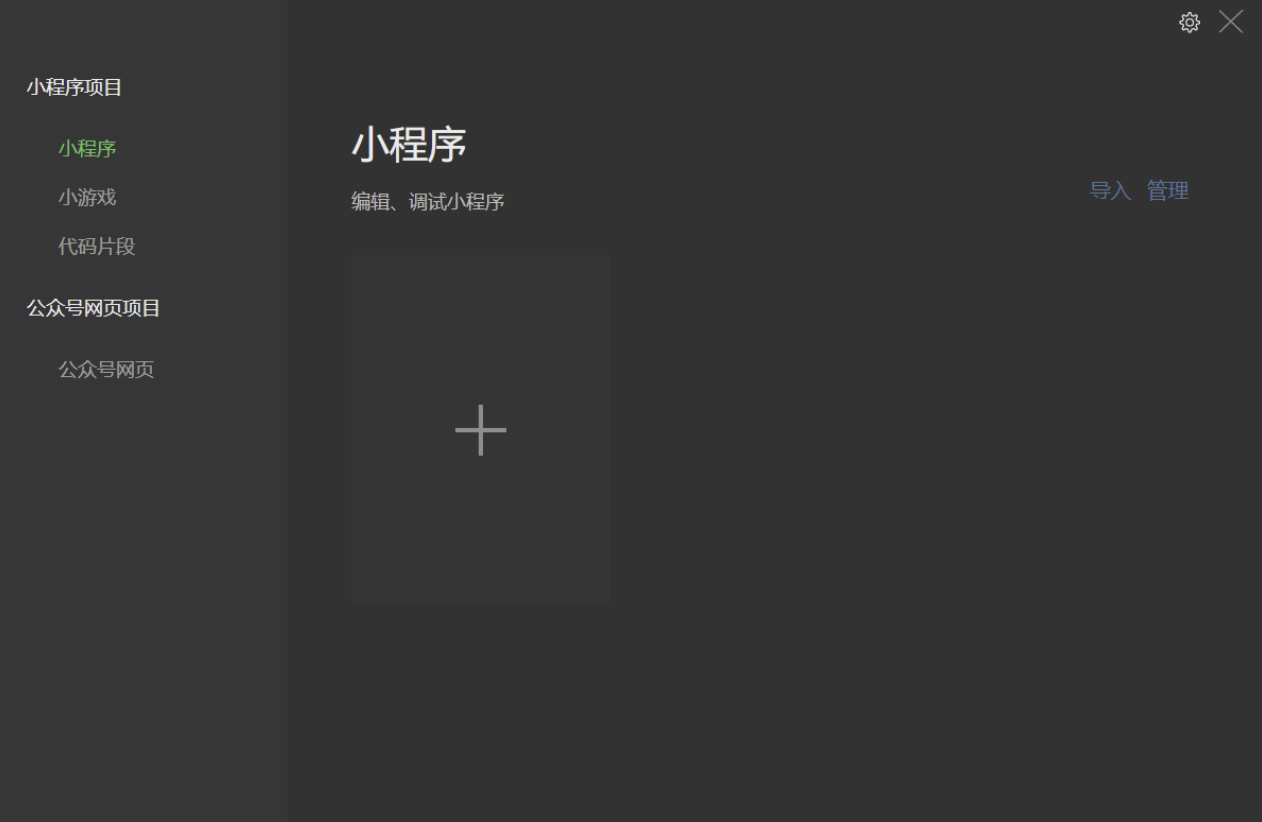 小程序项目
小程序
小游戏
代码片段
公众号网页项目
公众号网页
小程序
编辑、调试小程序
导入 管理